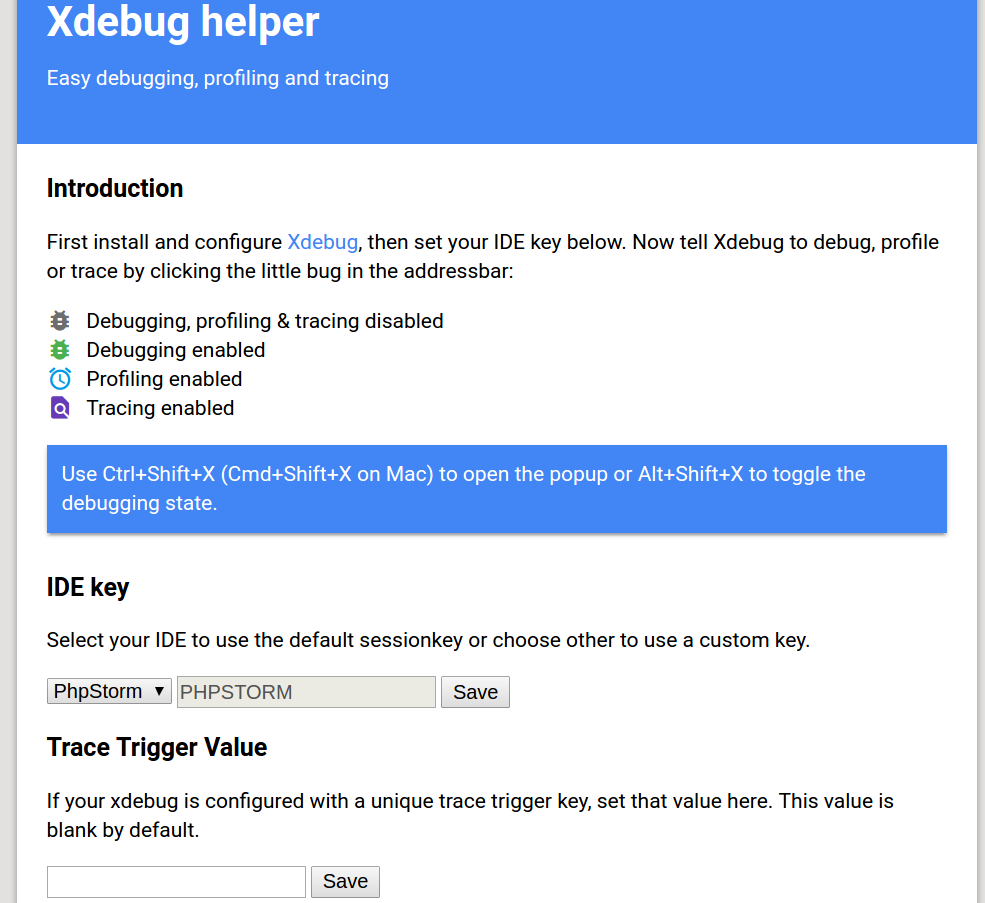 Xdebug helper
Easy debugging, profiling and tracing
Introduction
First install and configure Xdebug, then set your IDE key below. Now tell Xdebug to debug, profile
or trace by clicking the little bug in the addressbar:
Debugging, profiling & tracing disabled
Debugging enabled
Profiling enabled
Tracing enabled
Use Ctrl+Shift+X (Cmd+Shift+X on Mac) to open the popup or Alt+Shift+X to toggle the
debugging state.
IDE key
Select your IDE to use the default sessionkey or choose other to use a custom key.
PhpStorm PHPSTORM Save
Trace Trigger Value
If your xdebug is configured with a unique trace trigger key, set that value here. This value is
blank by default.
Save